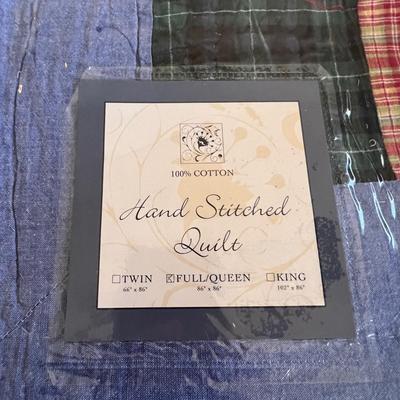 100% COTTON
Hand Stitched
Quilt
☐TWIN ☒FULL/QUEEN ☐KING
66" x 86" 86" x 86" 102" x 86"